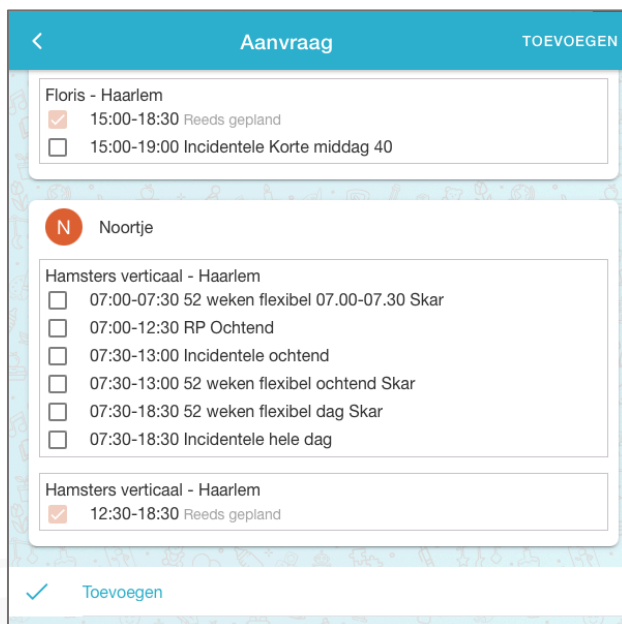 Aanvraag
TOEVOEGEN
Floris - Haarlem
15:00-18:30 Reeds gepland
15:00-19:00 Incidentele Korte middag 40
N Noortje
Hamsters verticaal - Haarlem
07:00-07:30 52 weken flexibel 07.00-07.30 Skar
07:00-12:30 RP Ochtend
07:30-13:00 Incidentele ochtend
07:30-13:00 52 weken flexibel ochtend Skar
07:30-18:30 52 weken flexibel dag Skar
07:30-18:30 Incidentele hele dag
Hamsters verticaal - Haarlem
12:30-18:30 Reeds gepland
Toevoegen